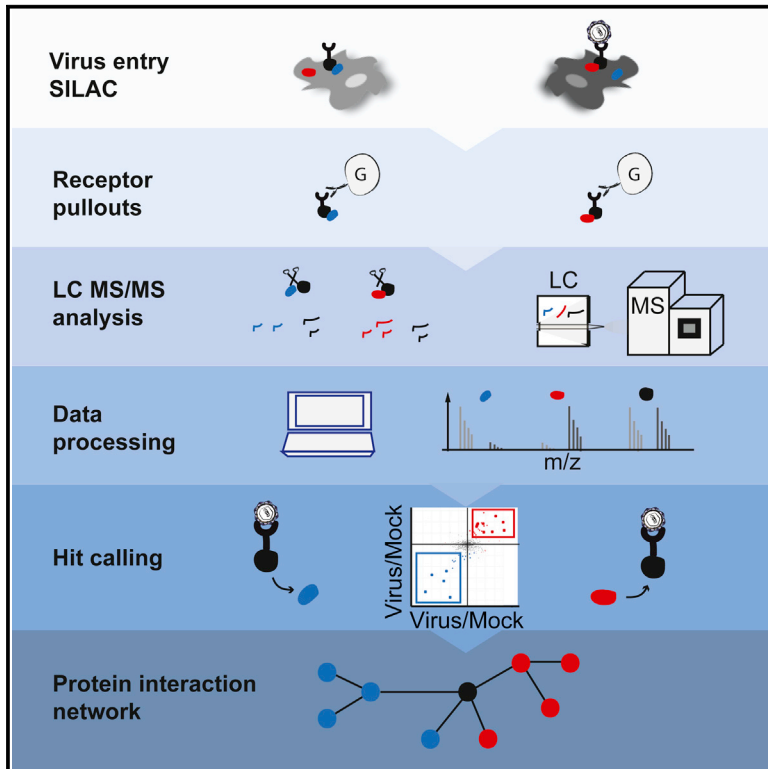 Virus entry
SILAC
Receptor
pullouts
G
G
LC MS/MS
analysis
LC
MS
Data
processing
m/z
Hit calling
Virus/Mock
Virus/Mock
Protein interaction
network